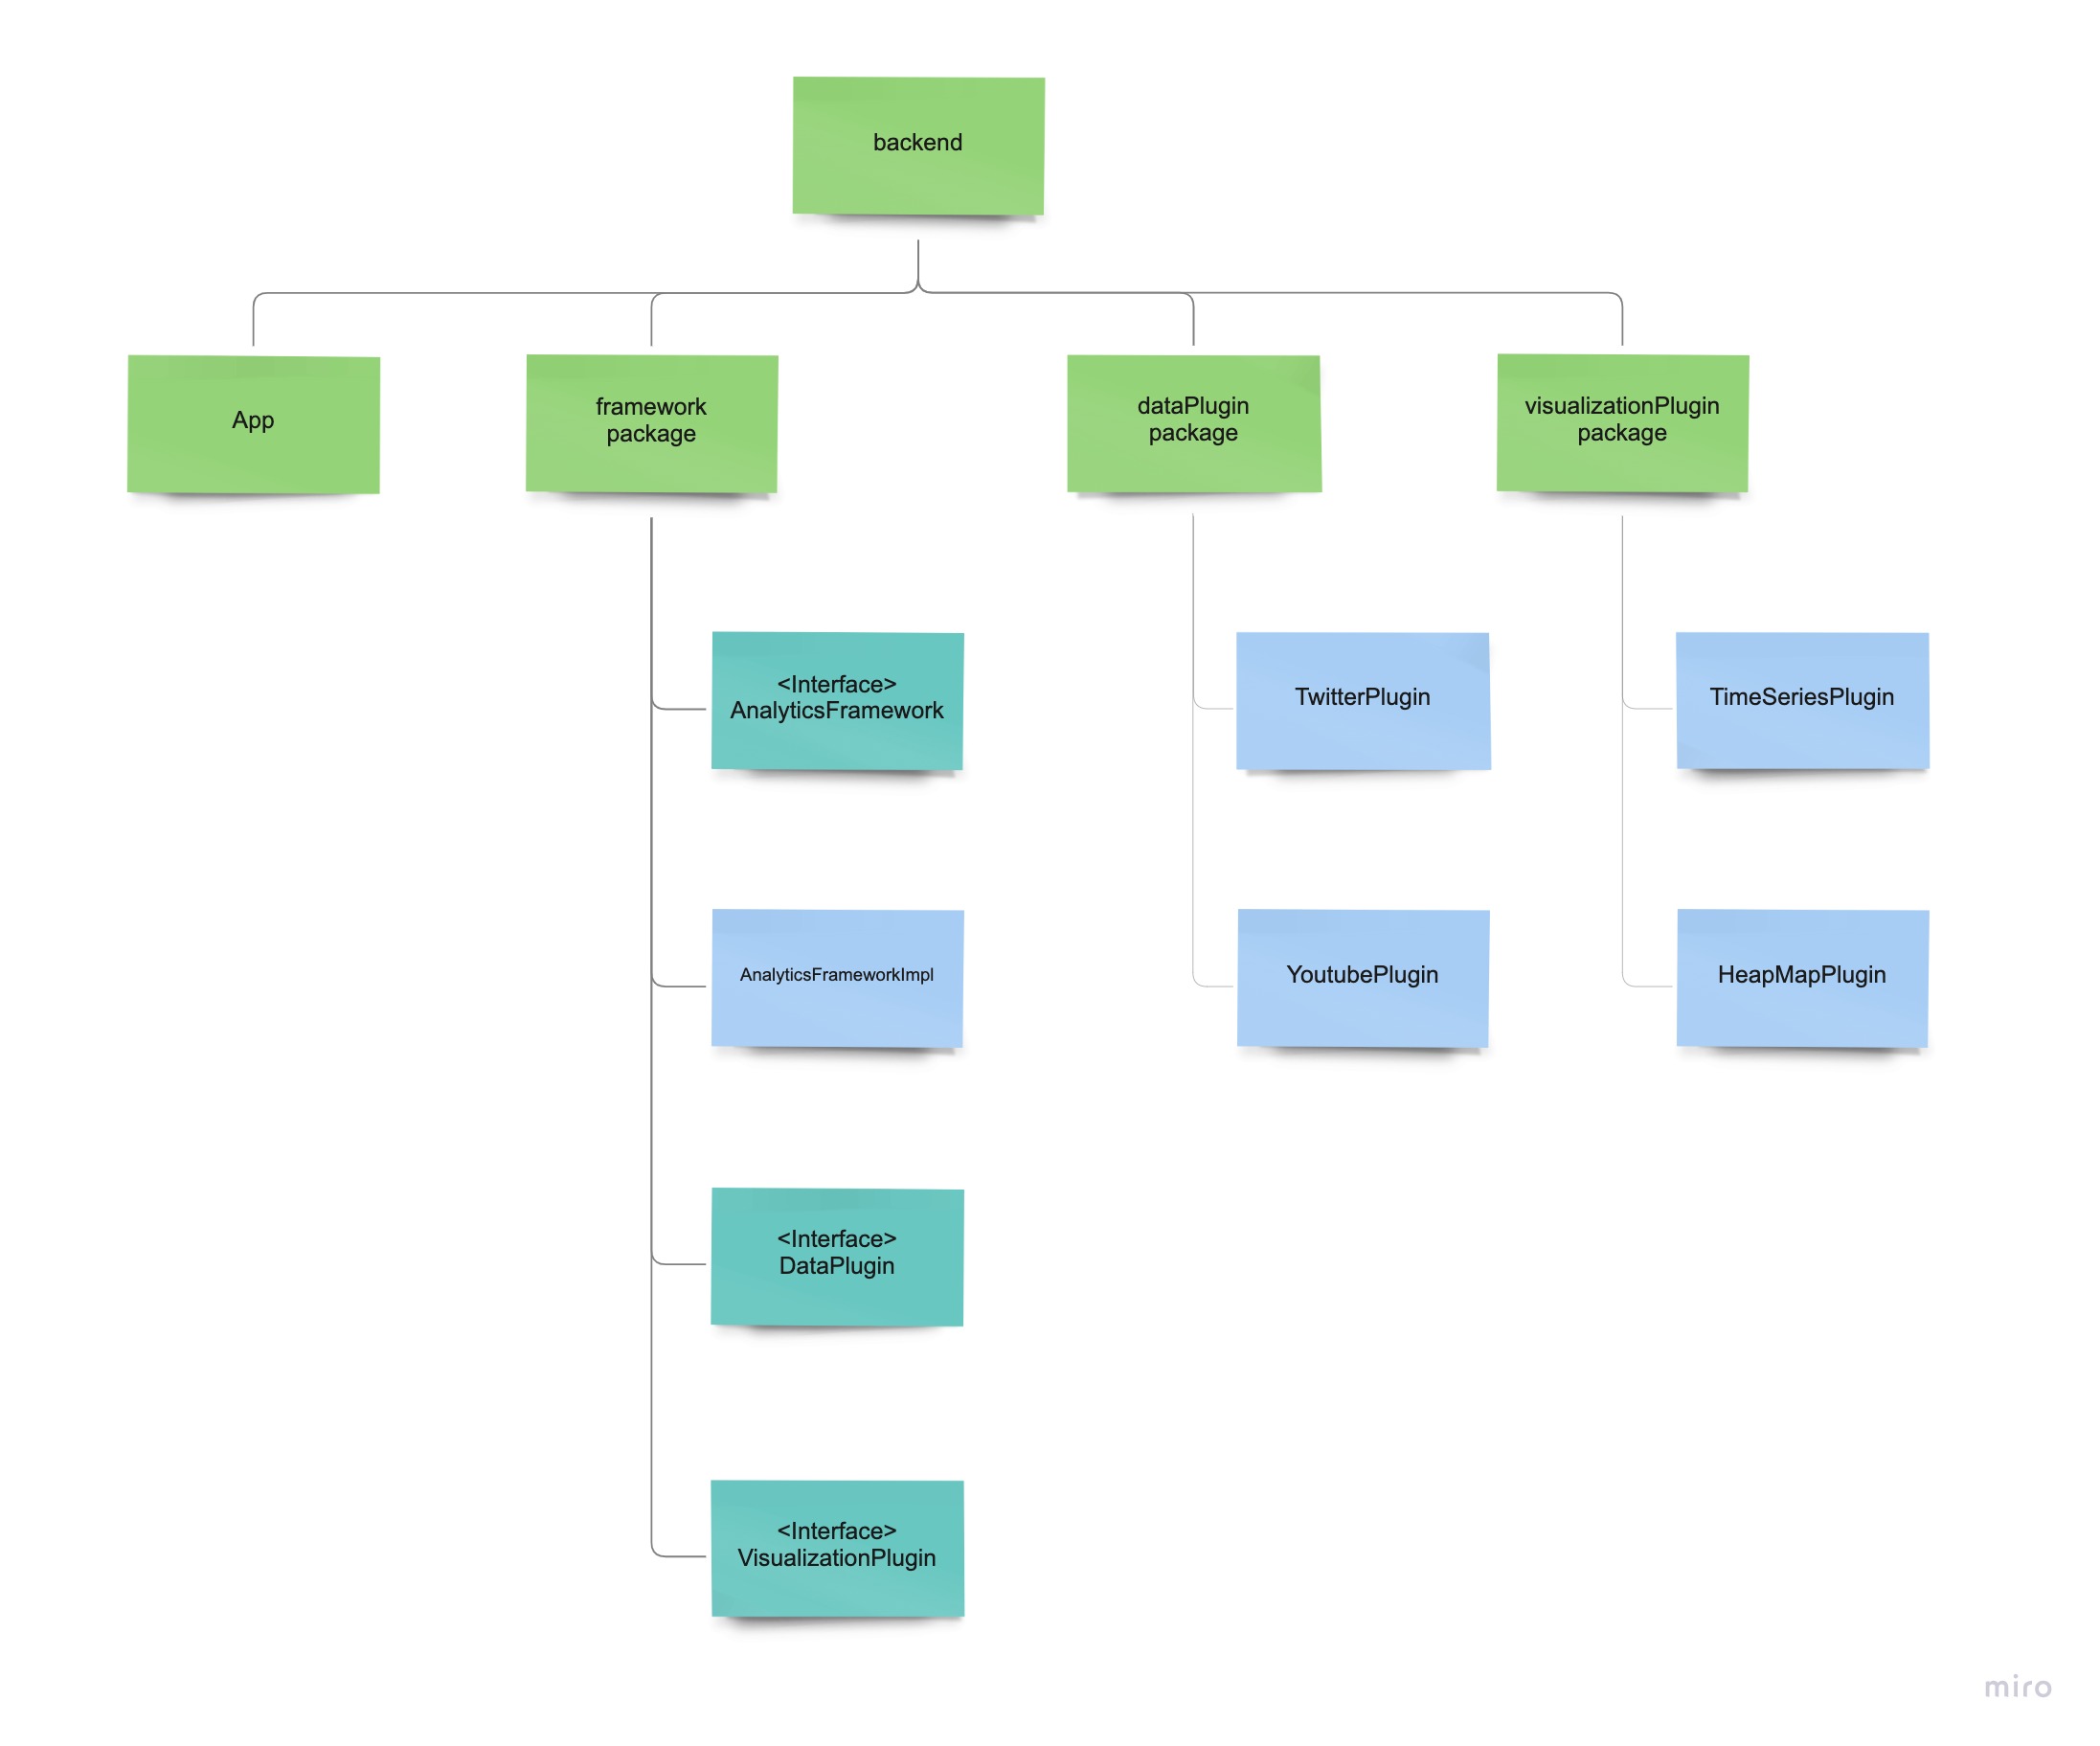 backend
App
framework
package
dataPlugin
package
visualizationPlugin
package
<Interface>
AnalyticsFramework
TwitterPlugin
TimeSeriesPlugin
AnalyticsFrameworkImpl
YoutubePlugin
HeapMapPlugin
<Interface>
DataPlugin
<Interface>
VisualizationPlugin
miro